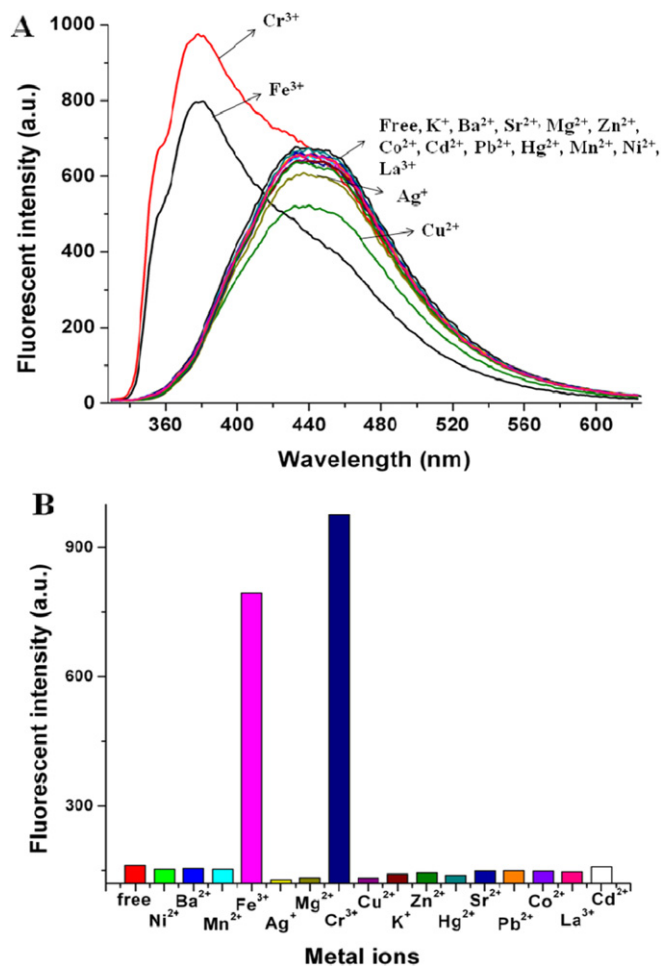 A
Fluorescent intensity (a.u.)
1000
800
600
400
200
0
Cr³⁺
Fe³⁺
Free, K⁺, Ba²⁺, Sr²⁺, Mg²⁺, Zn²⁺,
Co²⁺, Cd²⁺, Pb²⁺, Hg²⁺, Mn²⁺, Ni²⁺,
La³⁺
Ag⁺
Cu²⁺
360 400 440 480 520 560 600
Wavelength (nm)
B
Fluorescent intensity (a.u.)
900
600
300
free Ba²⁺ Fe³⁺ Mg²⁺ Cu²⁺ Zn²⁺ Sr²⁺ Co²⁺ Cd²⁺
Ni²⁺ Mn²⁺ Ag⁺ Cr³⁺ K⁺ Hg²⁺ Pb²⁺ La³⁺
Metal ions